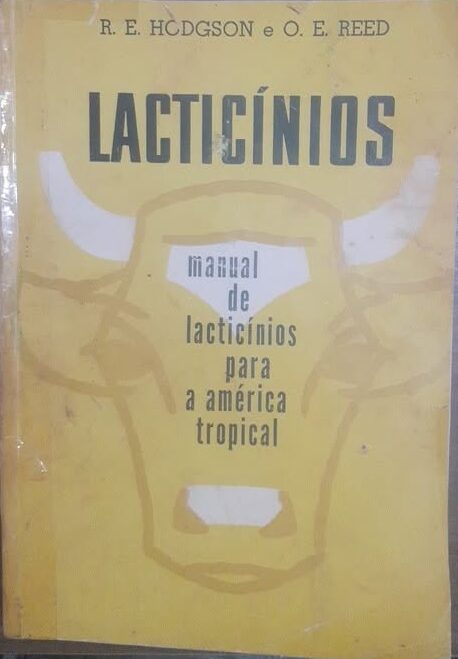 R. E. HODGSON e O. E. REED
LACTICÍNIOS
manual
de
lacticínios
para
a américa
tropical